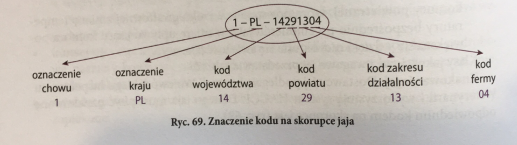 1 – PL – 14291304
oznaczenie chowu
1
oznaczenie kraju
PL
kod województwa
14
kod powiatu
29
kod zakresu działalności
13
kod fermy
04
Ryc. 69. Znaczenie kodu na skorupce jaja